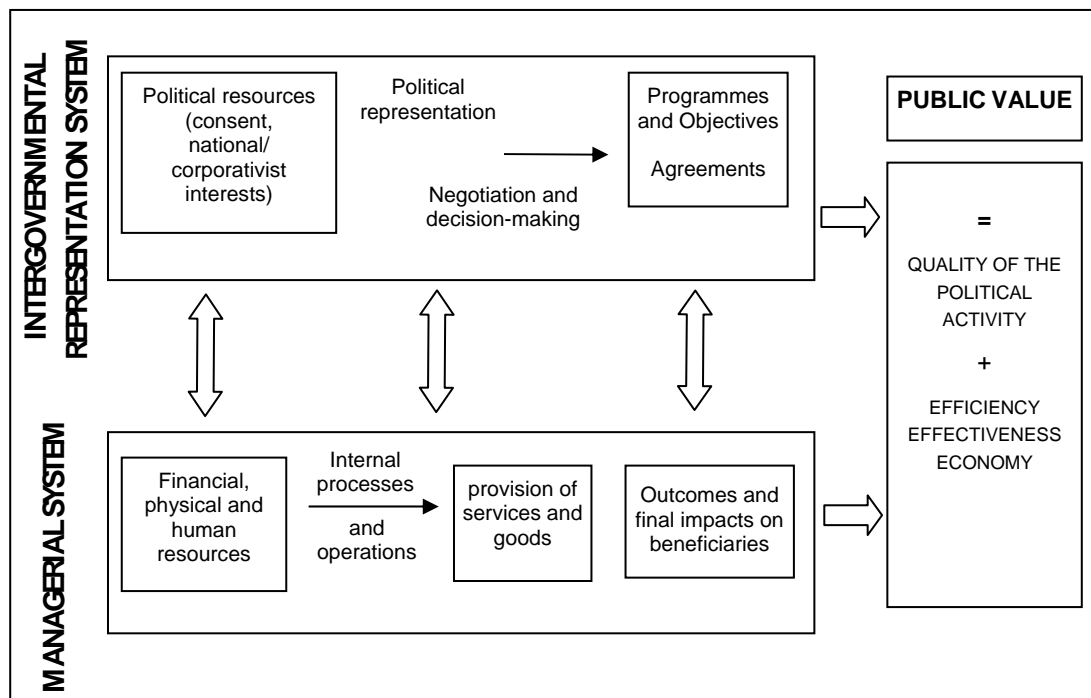 INTERGOVERNMENTAL
REPRESENTATION SYSTEM
Political resources
(consent,
national/
corporativist
interests)
Political
representation
Negotiation and
decision-making
Programmes
and Objectives
Agreements
PUBLIC VALUE
=
QUALITY OF THE
POLITICAL
ACTIVITY
+
EFFICIENCY
EFFECTIVENESS
ECONOMY
MANAGERIAL SYSTEM
Financial,
physical and
human
resources
Internal
processes
and
operations
provision of
services and
goods
Outcomes and
final impacts on
beneficiaries